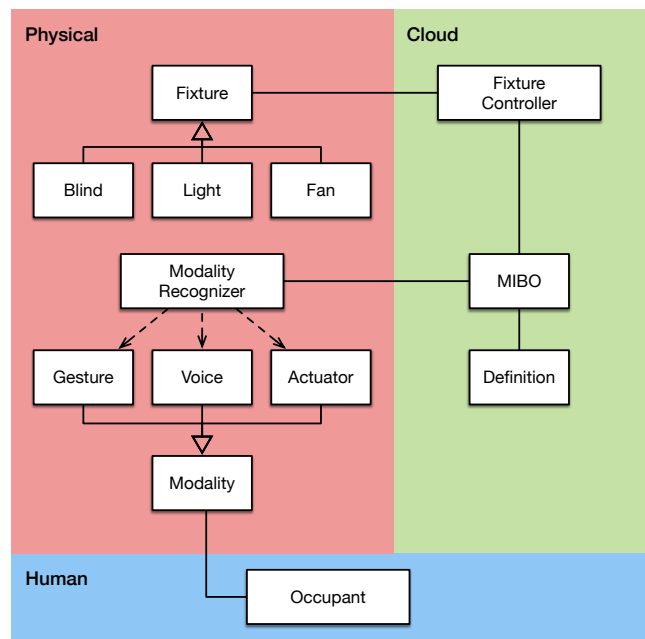 Physical
Cloud
Fixture
Fixture
Controller
Blind
Light
Fan
Modality
Recognizer
MIBO
Gesture
Voice
Actuator
Definition
Modality
Human
Occupant